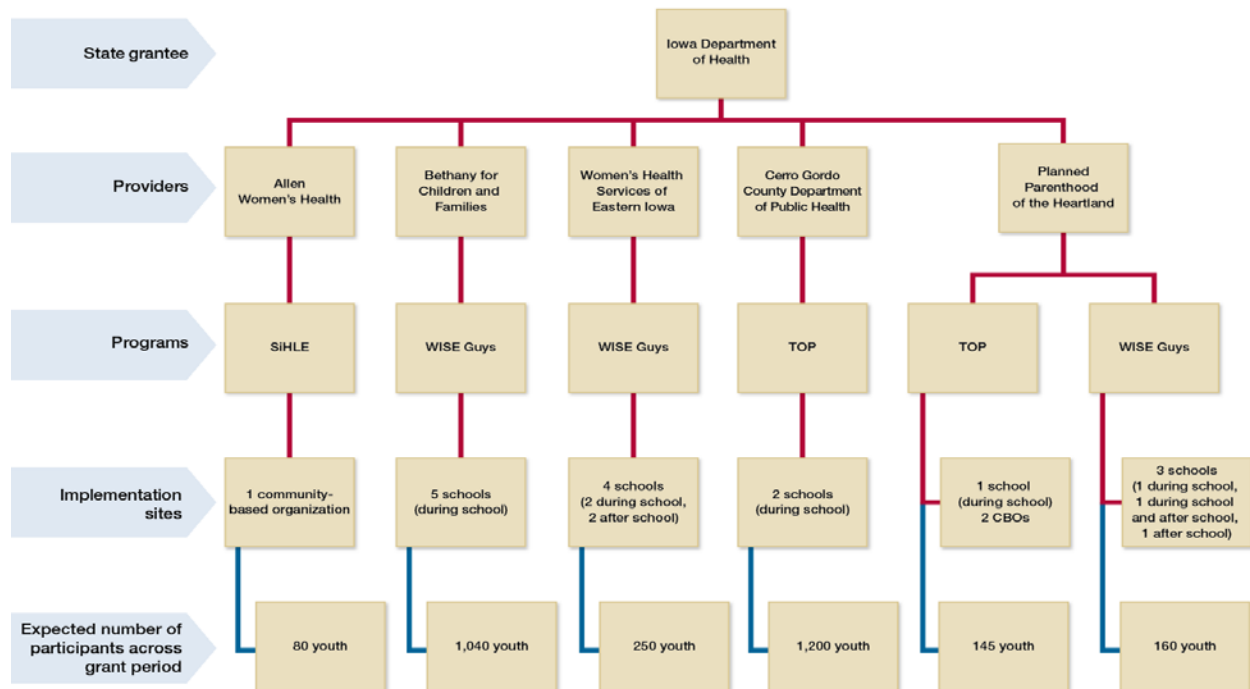 State grantee
Iowa Department
of Health
Providers
Allen
Women's Health
Bethany for
Children and
Families
Women's Health
Services of
Eastern Iowa
Cerro Gordo
County Department
of Public Health
Planned
Parenthood
of the Heartland
Programs
SiHLE
WISE Guys
WISE Guys
TOP
TOP
WISE Guys
Implementation
sites
1 community-
based organization
5 schools
(during school)
4 schools
(2 during school,
2 after school)
2 schools
(during school)
1 school
(during school)
2 CBOs
3 schools
(1 during school,
1 during school
and after school,
1 after school)
Expected number of
participants across
grant period
80 youth
1,040 youth
250 youth
1,200 youth
145 youth
160 youth